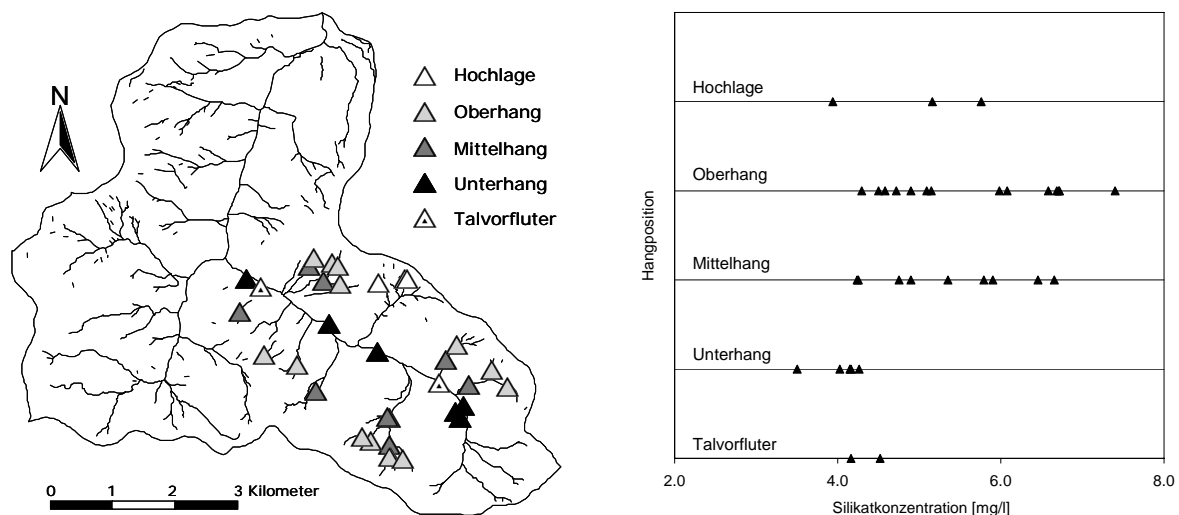 N
Hochlage
Oberhang
Mittelhang
Unterhang
Talvorfluter
0 1 2 3 Kilometer
Hangposition
Hochlage
Oberhang
Mittelhang
Unterhang
Talvorfluter
2.0 4.0 6.0 8.0
Silikatkonzentration [mg/l]